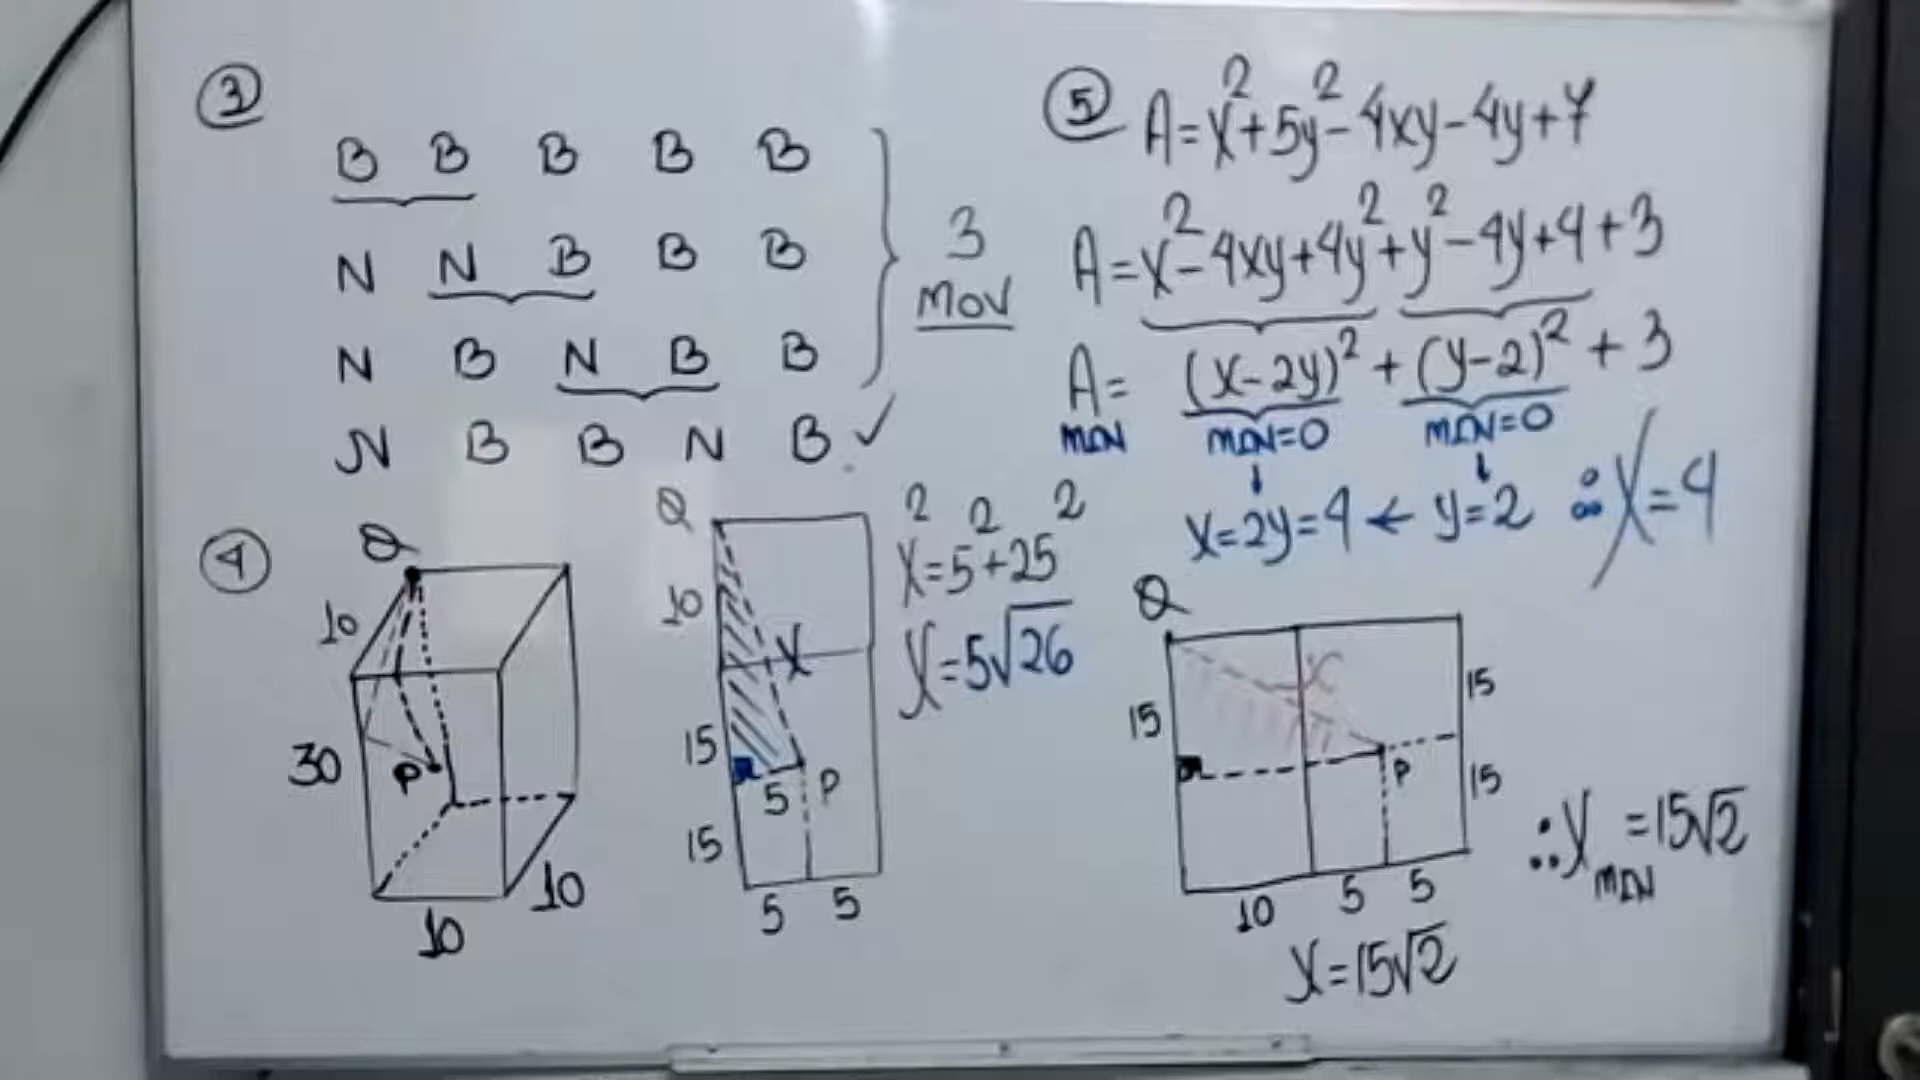 ③
B B B B B
N N B B B
N B N B B
N B B N B ✓
3
MOV
⑤ A=x²+5y²-4xy-4y+7
A=x²-4xy+4y²+y²-4y+4+3
A= (x-2y)²+(y-2)²+3
MIN MIN=0 MIN=0
x=2y=4 ← y=2 ∴ x=4
④
Q
10
30
P
10
10
Q
10
X
15
5 P
15
5 5
x²=5²+25²
x=5√26
Q
X
15
15
P
15
10 5 5
x=15√2
∴ x MIN =15√2